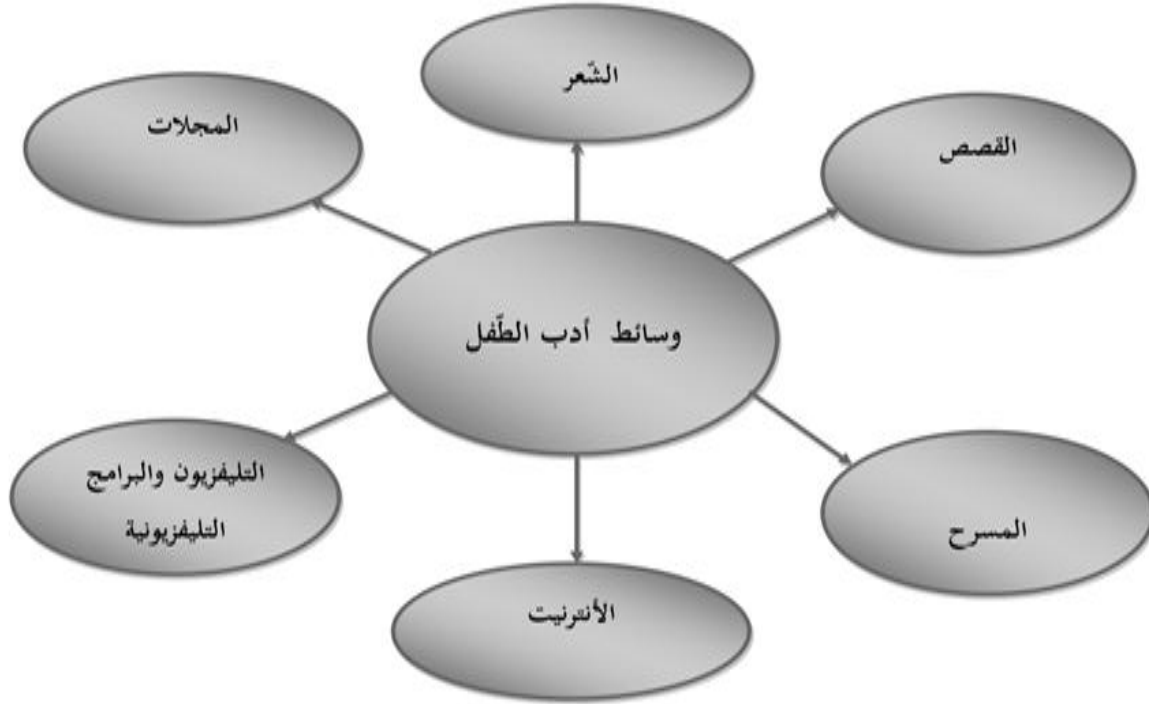 الشّعر
المجلات
القصص
وسائط أدب الطّفل
التليفزيون والبرامج
التليفزيونية
المسرح
الأنترنيت